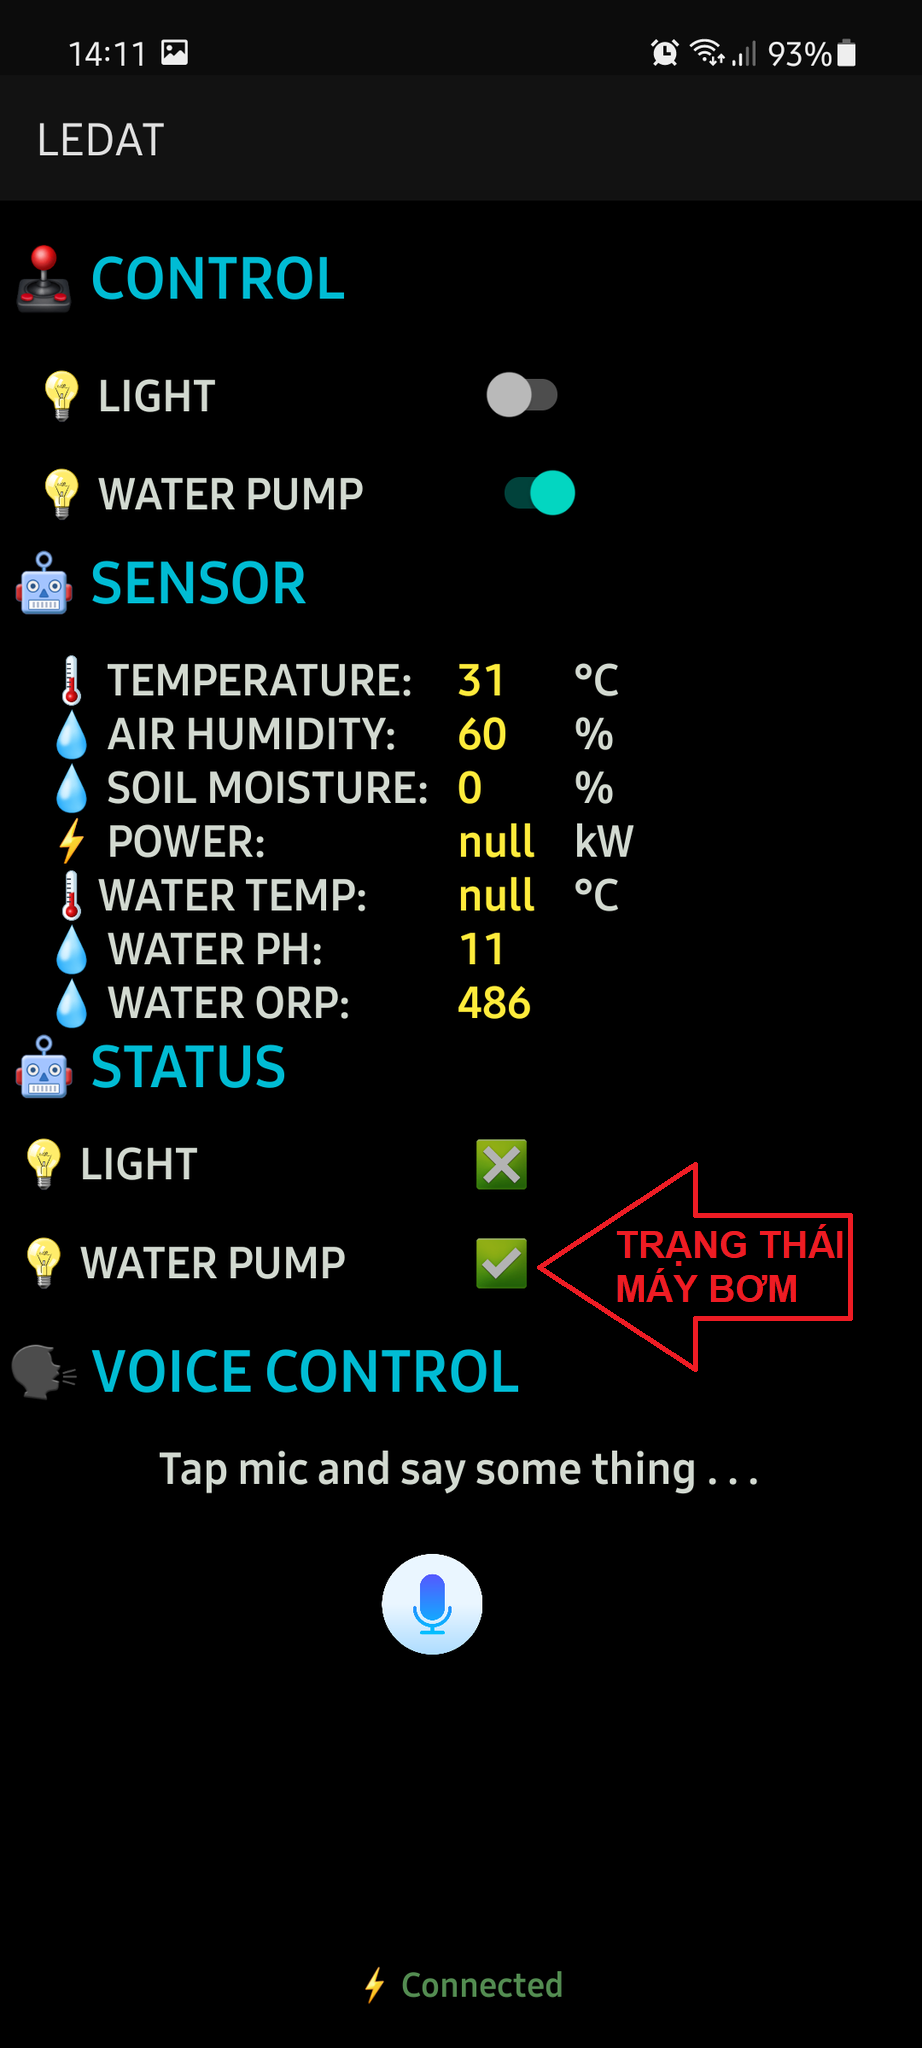 14:11 93%
LEDAT
CONTROL
LIGHT
WATER PUMP
SENSOR
TEMPERATURE: 31 °C
AIR HUMIDITY: 60 %
SOIL MOISTURE: 0 %
POWER: null kW
WATER TEMP: null °C
WATER PH: 11
WATER ORP: 486
STATUS
LIGHT
WATER PUMP
TRẠNG THÁI
MÁY BƠM
VOICE CONTROL
Tap mic and say some thing . . .
Connected